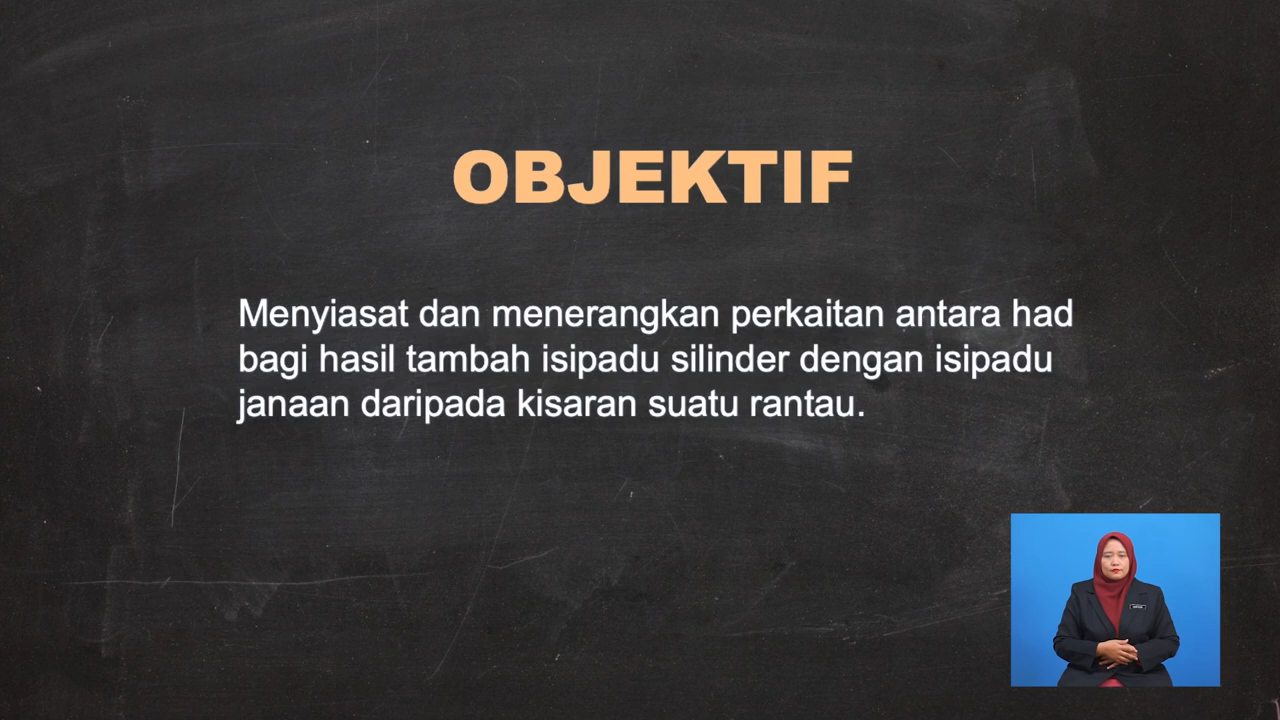 OBJEKTIF
Menyiasat dan menerangkan perkaitan antara had
bagi hasil tambah isipadu silinder dengan isipadu
janaan daripada kisaran suatu rantau.